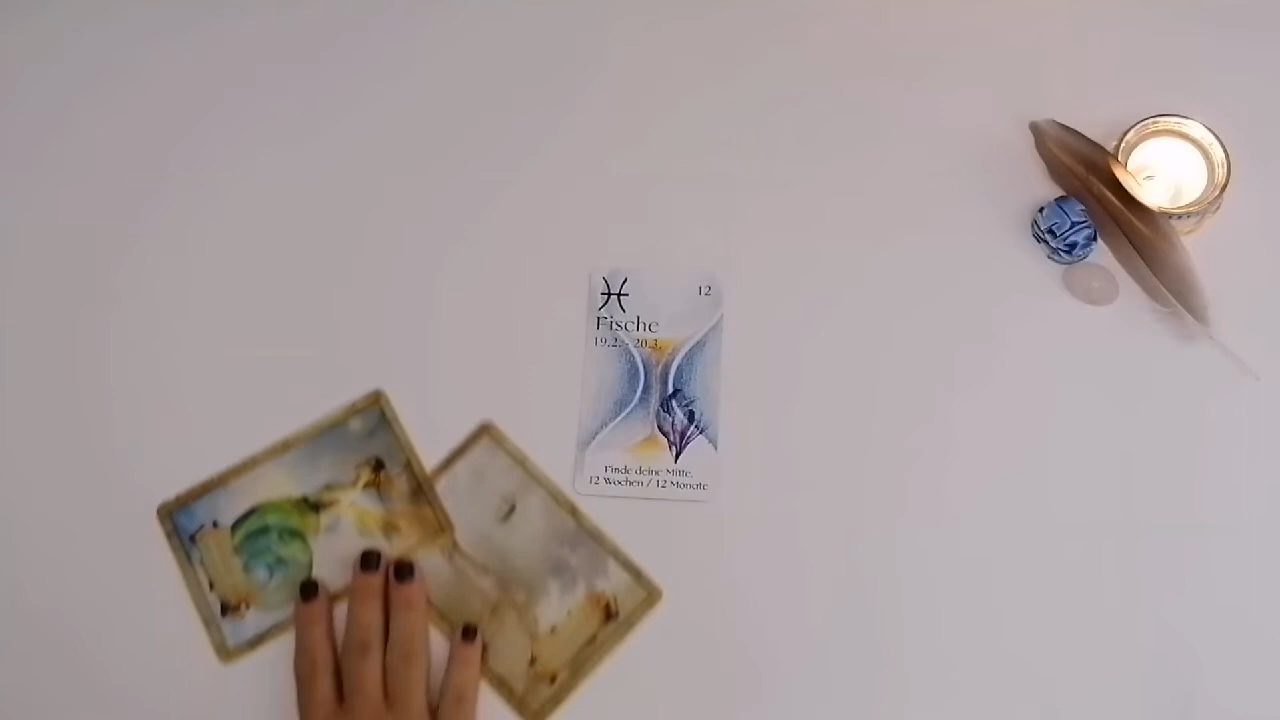 ♓ 12
Fische
19.2. - 20.3.
Finde deine Mitte.
12 Wochen / 12 Monate